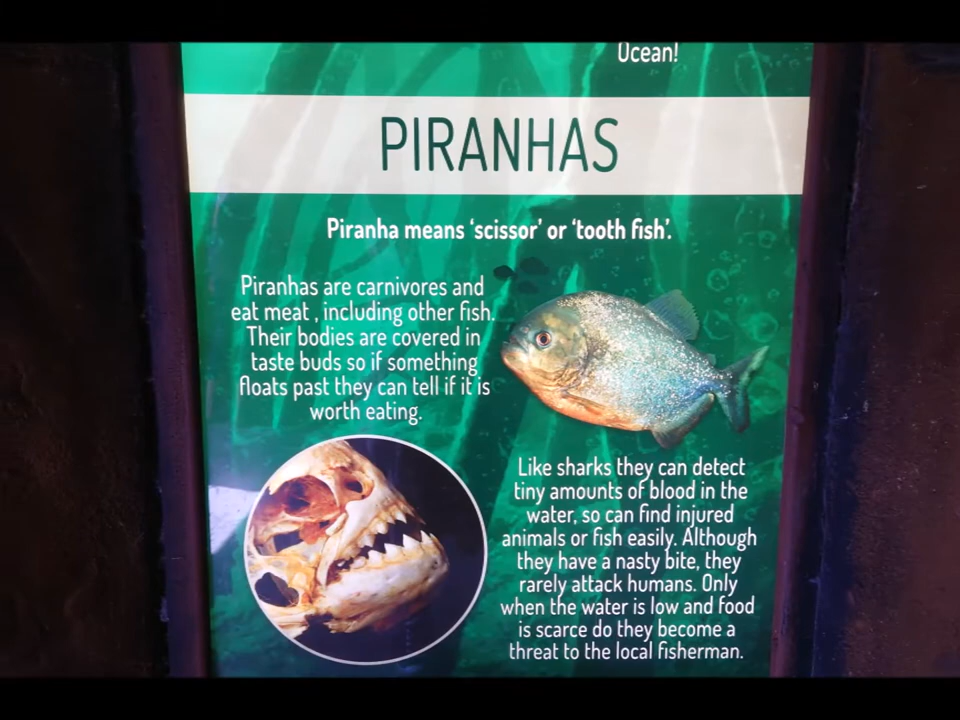 Ocean!
PIRANHAS
Piranha means ‘scissor’ or ‘tooth fish’.
Piranhas are carnivores and
eat meat , including other fish.
Their bodies are covered in
taste buds so if something
floats past they can tell if it is
worth eating.
Like sharks they can detect
tiny amounts of blood in the
water, so can find injured
animals or fish easily. Although
they have a nasty bite, they
rarely attack humans. Only
when the water is low and food
is scarce do they become a
threat to the local fisherman.